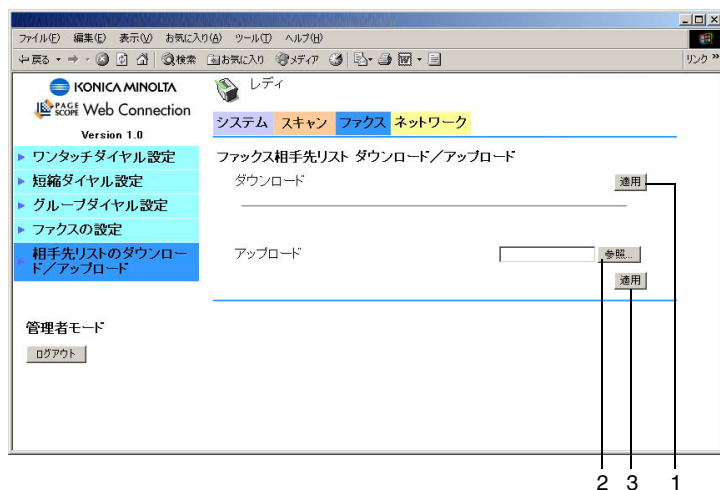 ファイル(F) 編集(E) 表示(V) お気に入り(A) ツール(T) ヘルプ(H)
戻る 検索 お気に入り メディア リンク »
KONICA MINOLTA
PAGE SCOPE Web Connection
Version 1.0
レディ
システム スキャン ファクス ネットワーク
ワンタッチダイヤル設定
短縮ダイヤル設定
グループダイヤル設定
ファクスの設定
相手先リストのダウンロー
ド/アップロード
管理者モード
ログアウト
ファックス相手先リスト ダウンロード/アップロード
ダウンロード 適用
アップロード 参照...
適用
2 3 1